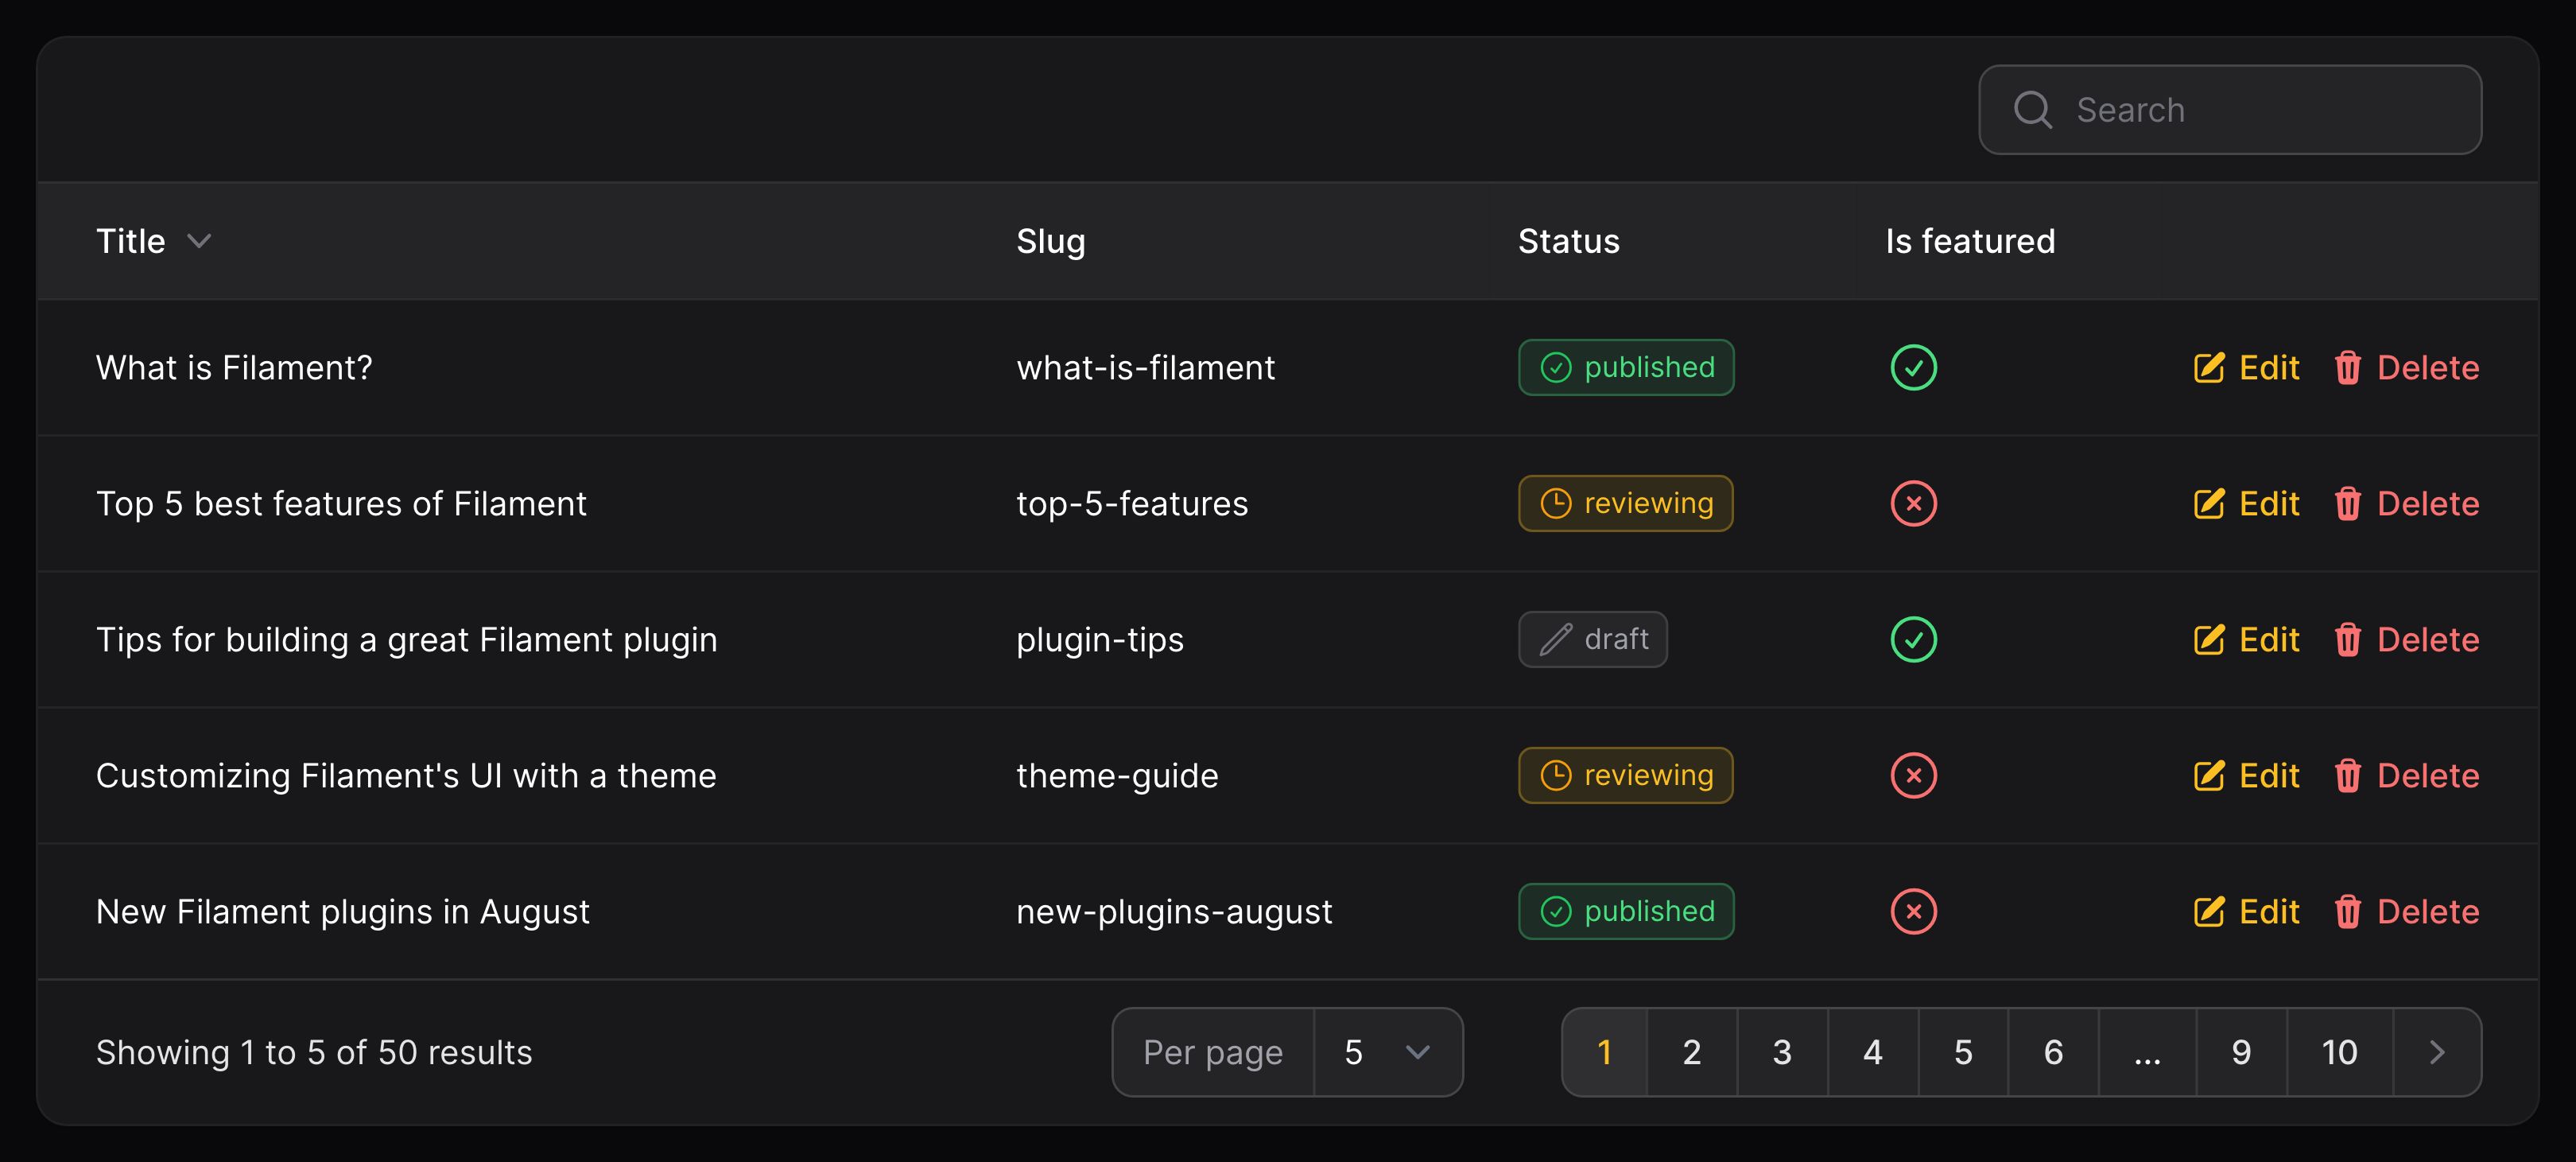 Search
Title Slug Status Is featured
What is Filament? what-is-filament published Edit Delete
Top 5 best features of Filament top-5-features reviewing Edit Delete
Tips for building a great Filament plugin plugin-tips draft Edit Delete
Customizing Filament's UI with a theme theme-guide reviewing Edit Delete
New Filament plugins in August new-plugins-august published Edit Delete
Showing 1 to 5 of 50 results Per page 5 1 2 3 4 5 6 ... 9 10